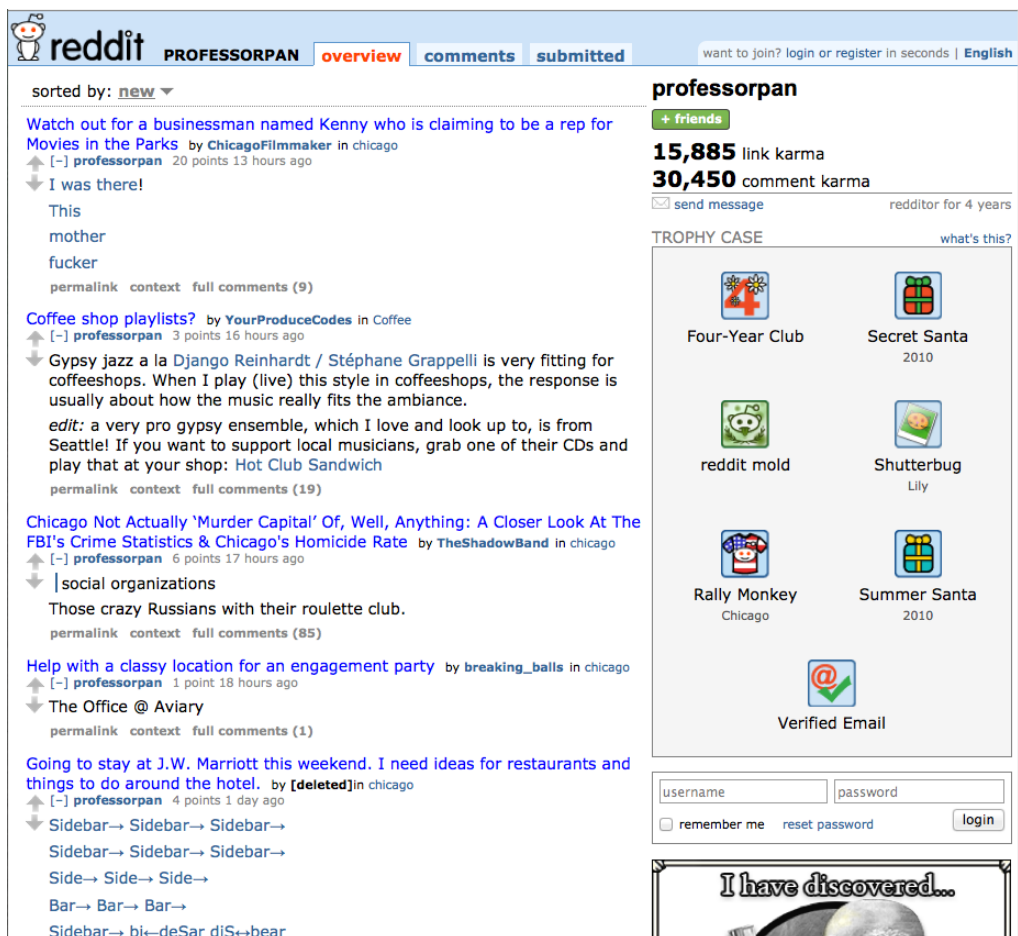 reddit PROFESSORPAN overview comments submitted
want to join? login or register in seconds | English
sorted by: new
Watch out for a businessman named Kenny who is claiming to be a rep for
Movies in the Parks by ChicagoFilmmaker in chicago
[-] professorpan 20 points 13 hours ago
I was there!
This
mother
fucker
permalink context full comments (9)
Coffee shop playlists? by YourProduceCodes in Coffee
[-] professorpan 3 points 16 hours ago
Gypsy jazz a la Django Reinhardt / Stéphane Grappelli is very fitting for
coffeeshops. When I play (live) this style in coffeeshops, the response is
usually about how the music really fits the ambiance.
edit: a very pro gypsy ensemble, which I love and look up to, is from
Seattle! If you want to support local musicians, grab one of their CDs and
play that at your shop: Hot Club Sandwich
permalink context full comments (19)
Chicago Not Actually ‘Murder Capital’ Of, Well, Anything: A Closer Look At The
FBI's Crime Statistics & Chicago's Homicide Rate by TheShadowBand in chicago
[-] professorpan 6 points 17 hours ago
social organizations
Those crazy Russians with their roulette club.
permalink context full comments (85)
Help with a classy location for an engagement party by breaking_balls in chicago
[-] professorpan 1 point 18 hours ago
The Office @ Aviary
permalink context full comments (1)
Going to stay at J.W. Marriott this weekend. I need ideas for restaurants and
things to do around the hotel. by [deleted]in chicago
[-] professorpan 4 points 1 day ago
Sidebar→ Sidebar→ Sidebar→
Sidebar→ Sidebar→ Sidebar→
Side→ Side→ Side→
Bar→ Bar→ Bar→
Sidebar→ bi←deSar diS↔bear
professorpan
+ friends
15,885 link karma
30,450 comment karma
send message redditor for 4 years
TROPHY CASE what's this?
4
Four-Year Club
Secret Santa
2010
reddit mold
Shutterbug
Lily
Rally Monkey
Chicago
Summer Santa
2010
@
Verified Email
username password
remember me reset password login
I have discovered...